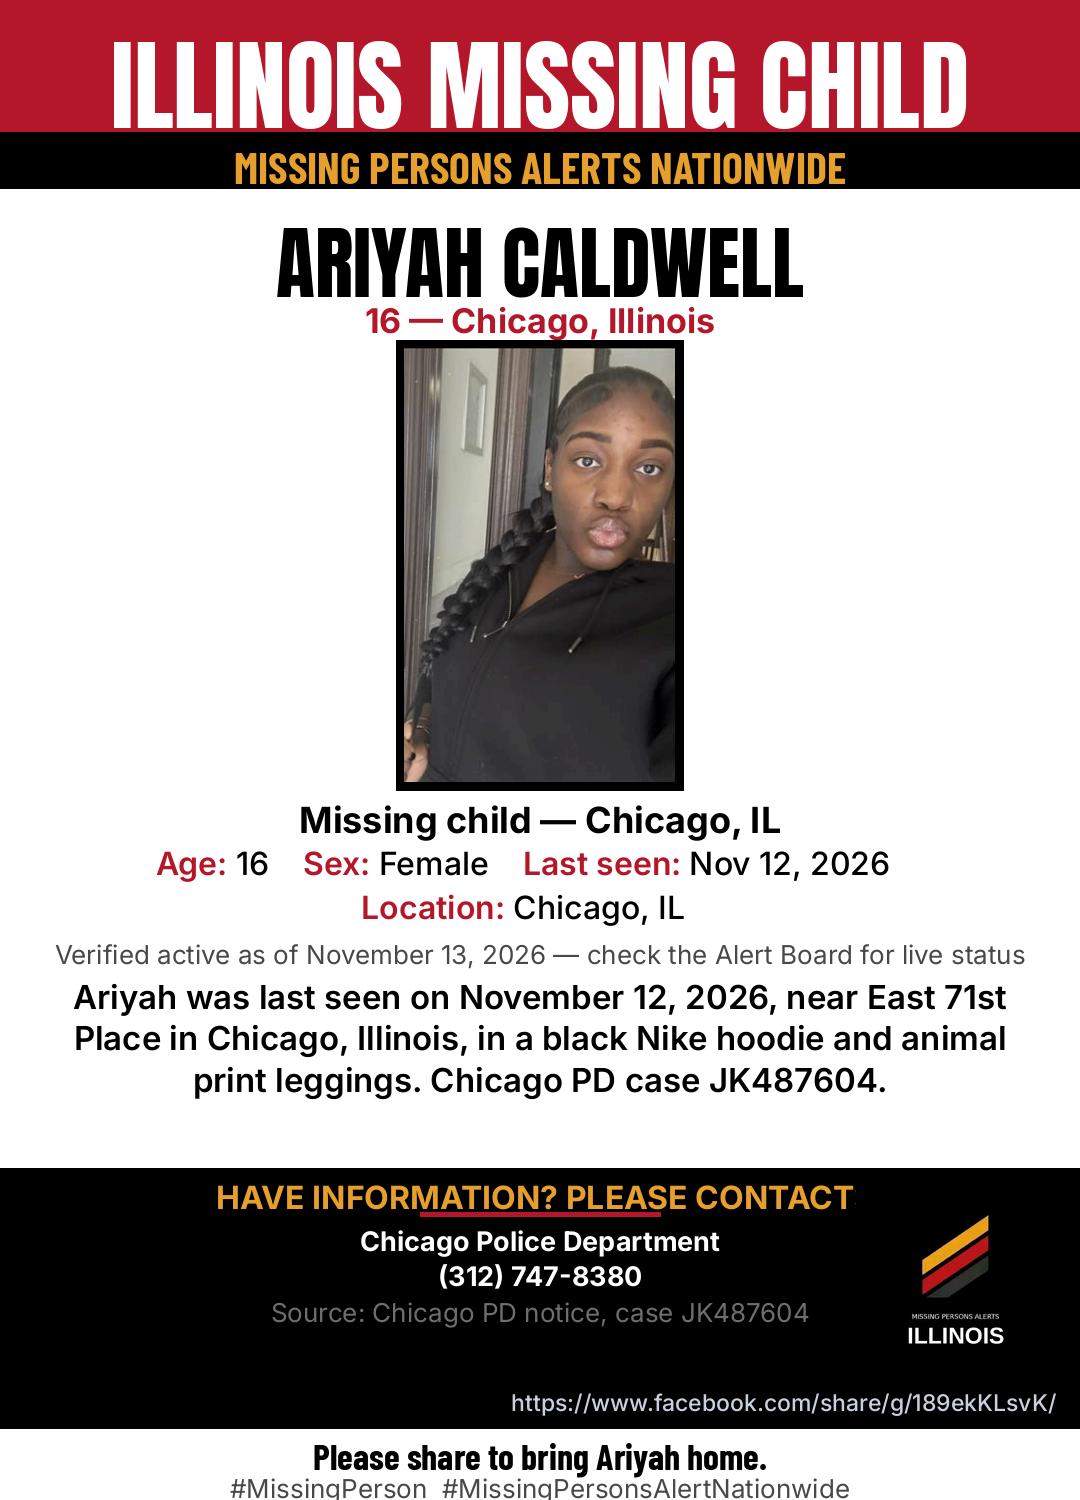 ILLINOIS MISSING CHILD
MISSING PERSONS ALERTS NATIONWIDE
ARIYAH CALDWELL
16 — Chicago, Illinois
Missing child — Chicago, IL
Age: 16 Sex: Female Last seen: Nov 12, 2026
Location: Chicago, IL
Verified active as of November 13, 2026 — check the Alert Board for live status
Ariyah was last seen on November 12, 2026, near East 71st
Place in Chicago, Illinois, in a black Nike hoodie and animal
print leggings. Chicago PD case JK487604.
HAVE INFORMATION? PLEASE CONTACT
Chicago Police Department
(312) 747-8380
Source: Chicago PD notice, case JK487604
MISSING PERSONS ALERTS
ILLINOIS
https://www.facebook.com/share/g/189ekKLsvK/
Please share to bring Ariyah home.
#MissingPerson #MissingPersonsAlertNationwide